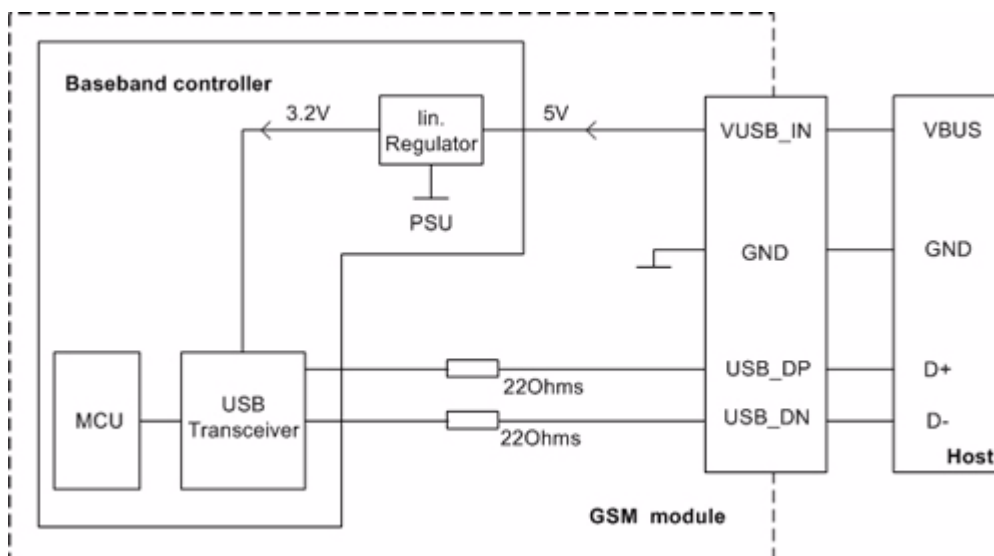 Baseband controller
3.2V
lin.
Regulator
5V
VUSB_IN
VBUS
PSU
GND
GND
MCU
USB
Transceiver
22Ohms
USB_DP
D+
22Ohms
USB_DN
D-
Host
GSM module